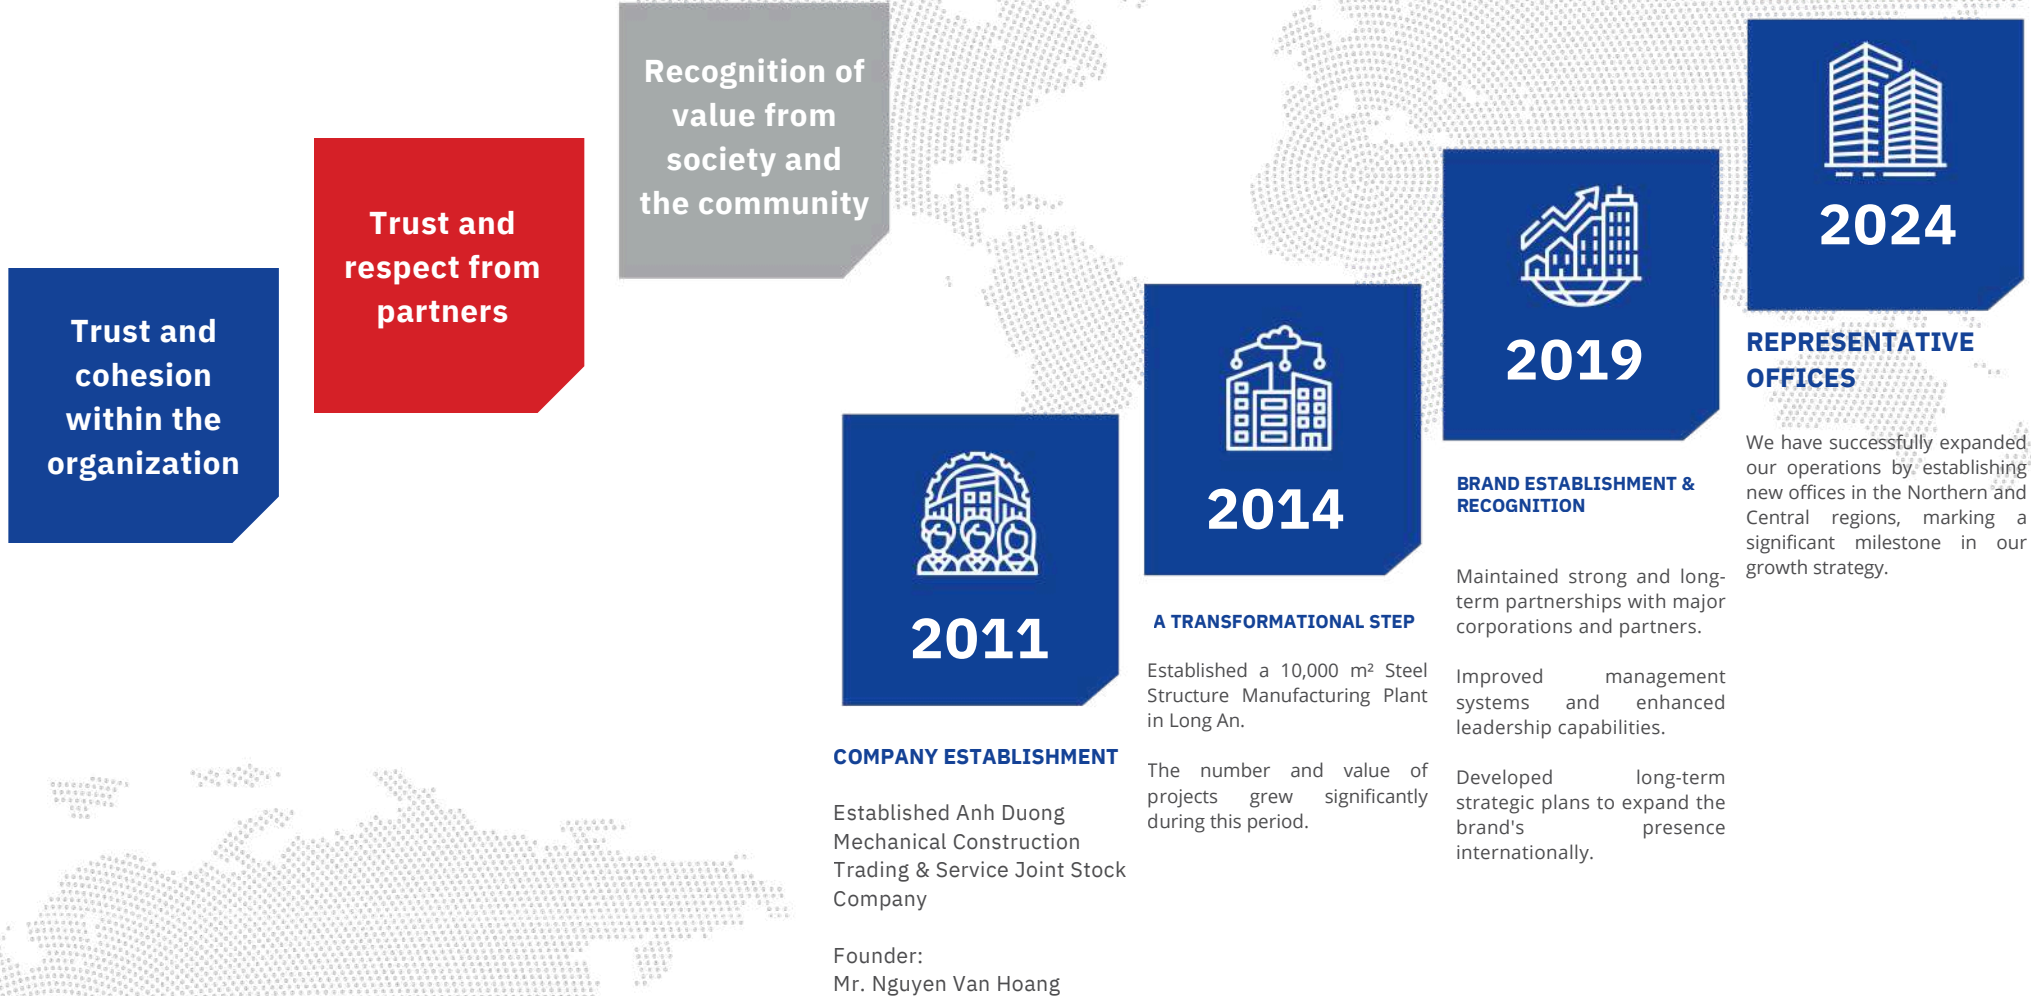 Trust and
cohesion
within the
organization
Trust and
respect from
partners
Recognition of
value from
society and
the community
2011
COMPANY ESTABLISHMENT
Established Anh Duong
Mechanical Construction
Trading & Service Joint Stock
Company
Founder:
Mr. Nguyen Van Hoang
2014
A TRANSFORMATIONAL STEP
Established a 10,000 m² Steel
Structure Manufacturing Plant
in Long An.
The number and value of
projects grew significantly
during this period.
2019
BRAND ESTABLISHMENT &
RECOGNITION
Maintained strong and long-
term partnerships with major
corporations and partners.
Improved management
systems and enhanced
leadership capabilities.
Developed long-term
strategic plans to expand the
brand's presence
internationally.
2024
REPRESENTATIVE
OFFICES
We have successfully expanded
our operations by establishing
new offices in the Northern and
Central regions, marking a
significant milestone in our
growth strategy.